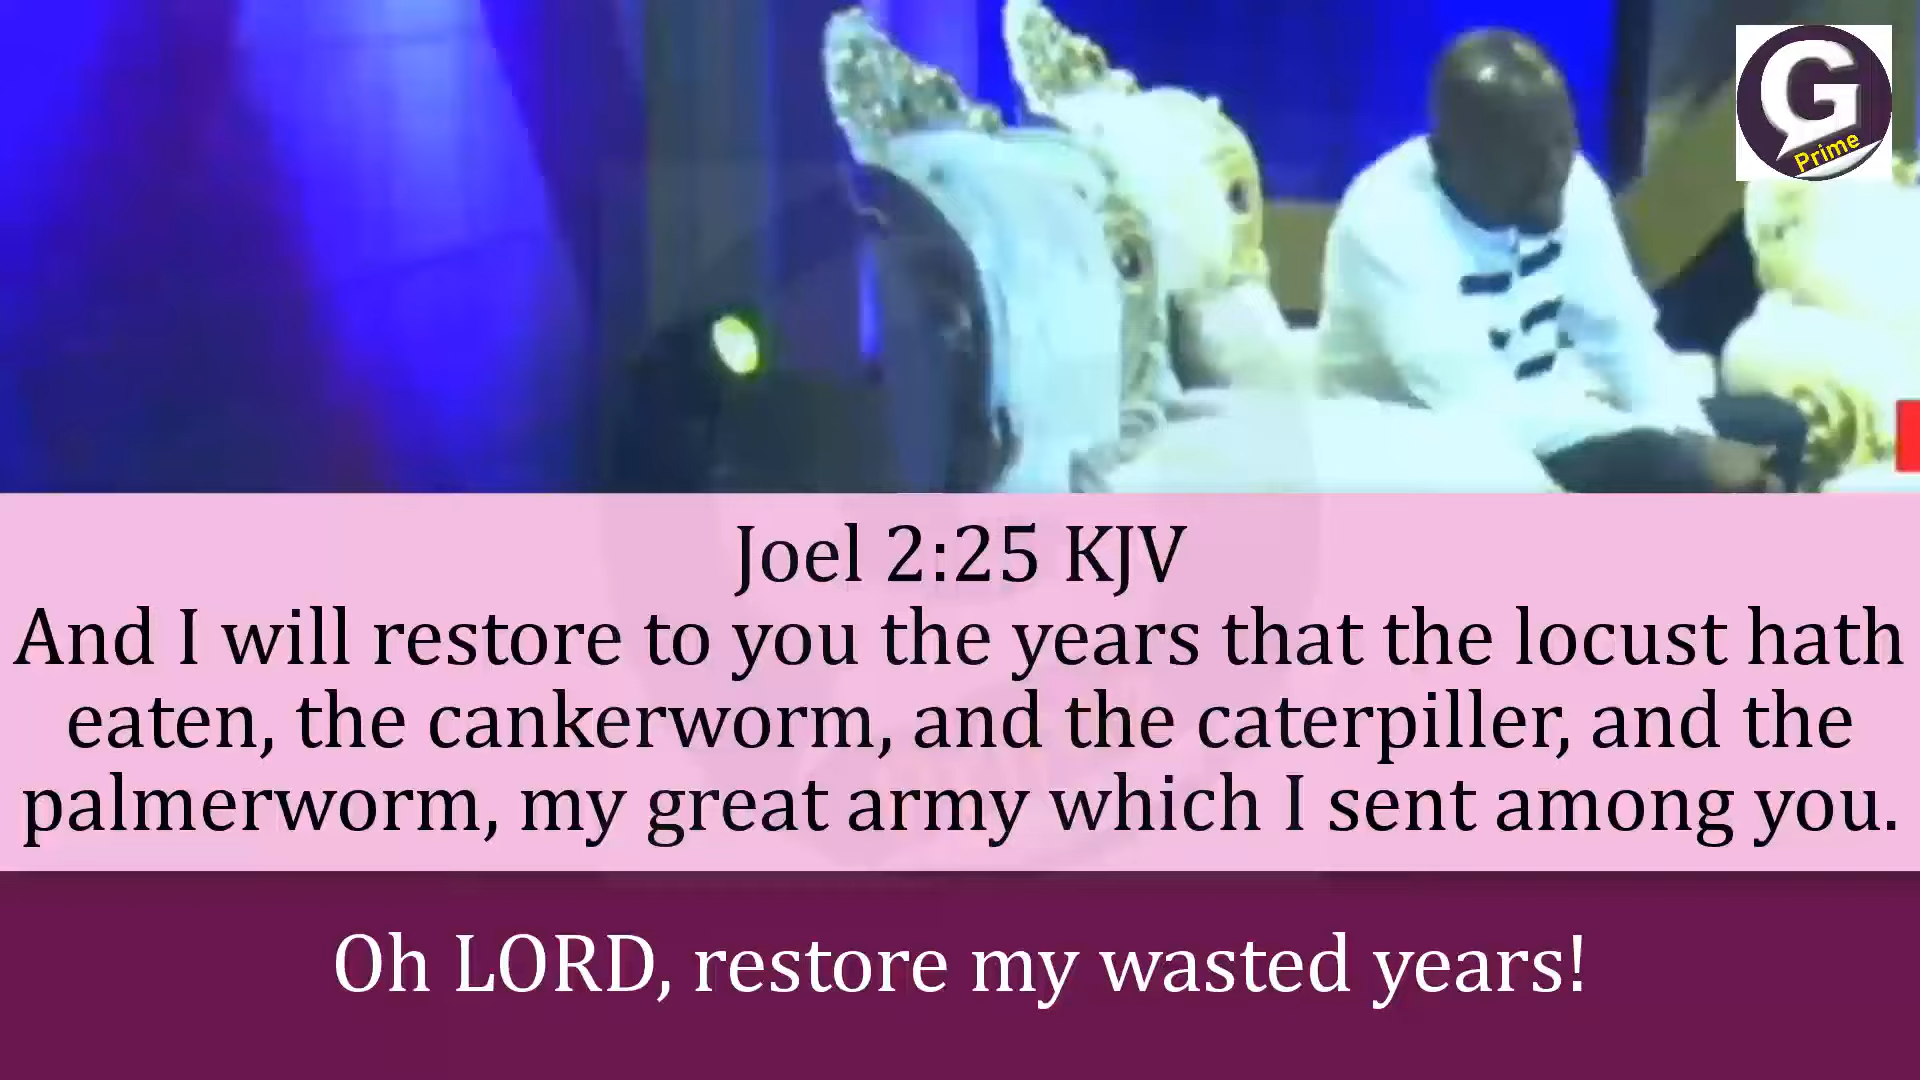 G
Prime
Joel 2:25 KJV
And I will restore to you the years that the locust hath
eaten, the cankerworm, and the caterpiller, and the
palmerworm, my great army which I sent among you.
Oh LORD, restore my wasted years!